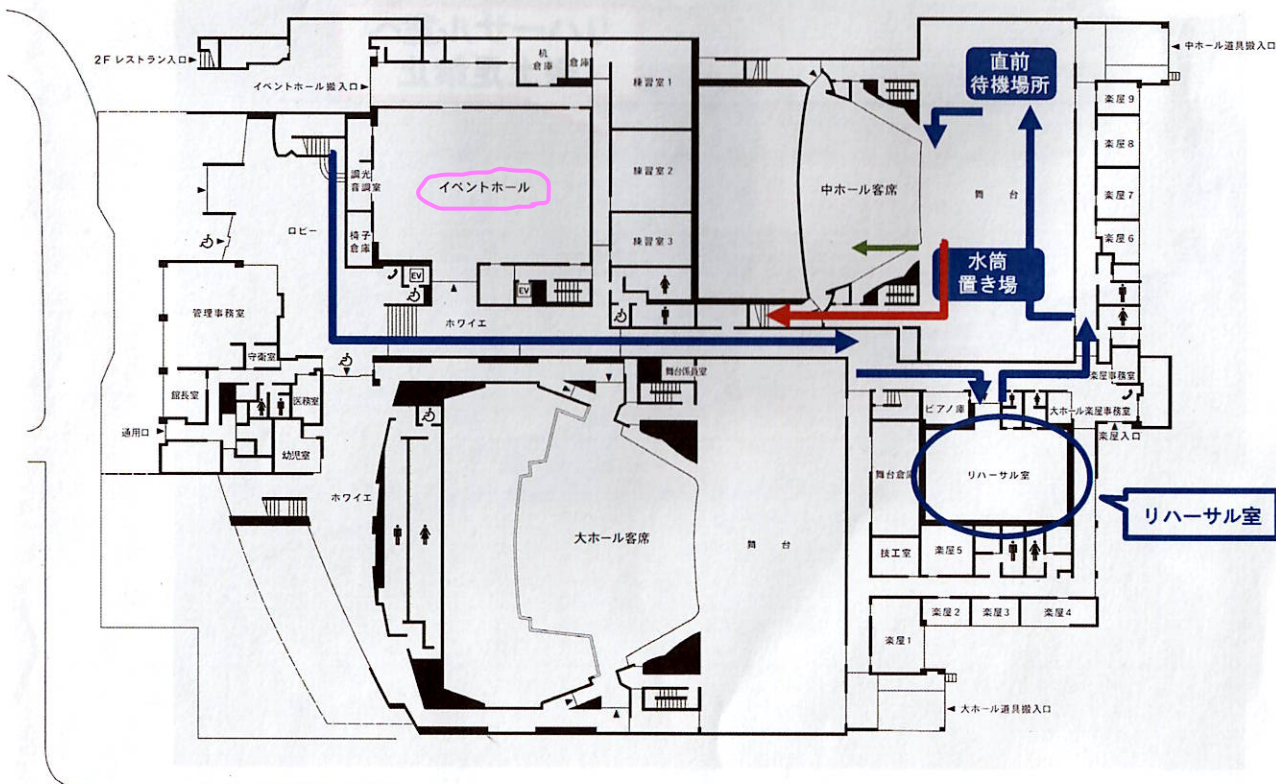 2F レストラン入口
イベントホール搬入口
杭
倉庫
倉庫
練習室1
練習室2
練習室3
調光
音調室
イベントホール
椅子
倉庫
ロビー
EV
EV
ホワイエ
中ホール客席
舞 台
直前
待機場所
水筒
置き場
中ホール道具搬入口
楽屋9
楽屋8
楽屋7
楽屋6
管理事務室
守衛室
館長室
医務室
通用口
幼児室
ホワイエ
舞台係員室
大ホール客席
舞 台
楽屋事務室
ピアノ庫
大ホール楽屋事務室
楽屋入口
舞台倉庫
リハーサル室
リハーサル室
技工室
楽屋5
楽屋2
楽屋3
楽屋4
楽屋1
大ホール道具搬入口